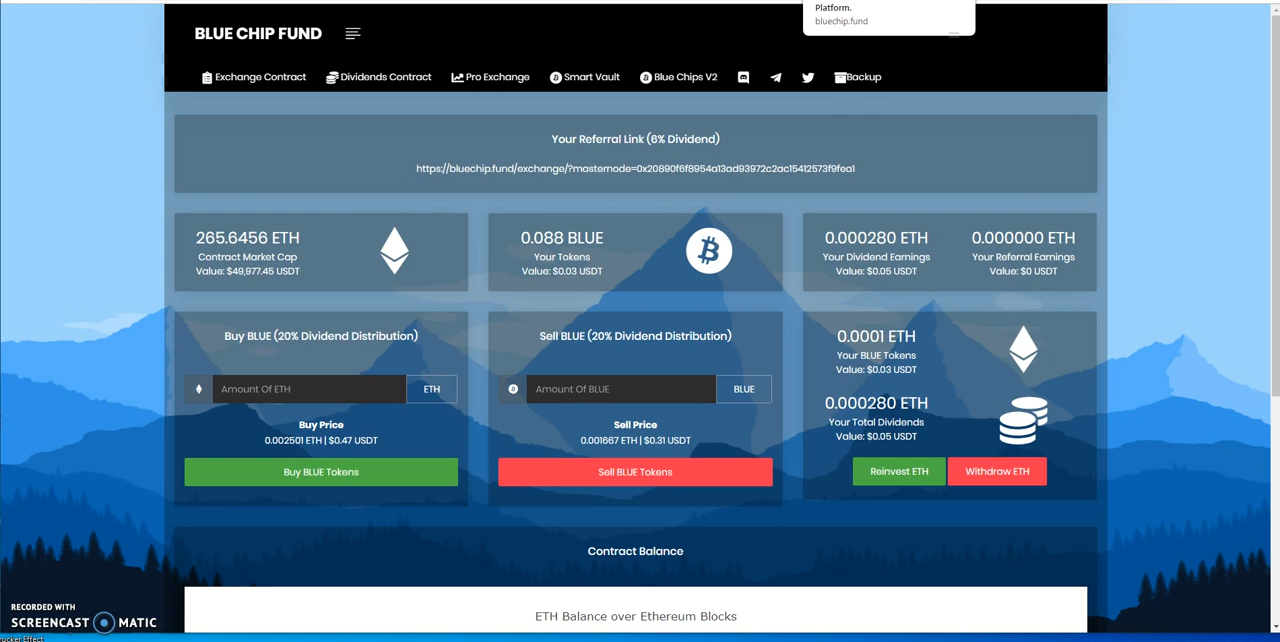 Platform.
bluechip.fund
BLUE CHIP FUND
Exchange Contract Dividends Contract Pro Exchange Smart Vault Blue Chips V2 Backup
Your Referral Link (6% Dividend)
https://bluechip.fund/exchange/?masternode=0x20890f6f8954a13ad93972c2ac15412573f9fea1
265.6456 ETH
Contract Market Cap
Value: $49,977.45 USDT
0.088 BLUE
Your Tokens
Value: $0.03 USDT
0.000280 ETH
Your Dividend Earnings
Value: $0.05 USDT
0.000000 ETH
Your Referral Earnings
Value: $0 USDT
Buy BLUE (20% Dividend Distribution)
Amount Of ETH ETH
Buy Price
0.002501 ETH | $0.47 USDT
Buy BLUE Tokens
Sell BLUE (20% Dividend Distribution)
Amount Of BLUE BLUE
Sell Price
0.001667 ETH | $0.31 USDT
Sell BLUE Tokens
0.0001 ETH
Your BLUE Tokens
Value: $0.03 USDT
0.000280 ETH
Your Total Dividends
Value: $0.05 USDT
Reinvest ETH Withdraw ETH
Contract Balance
ETH Balance over Ethereum Blocks
RECORDED WITH
SCREENCAST MATIC
Effect